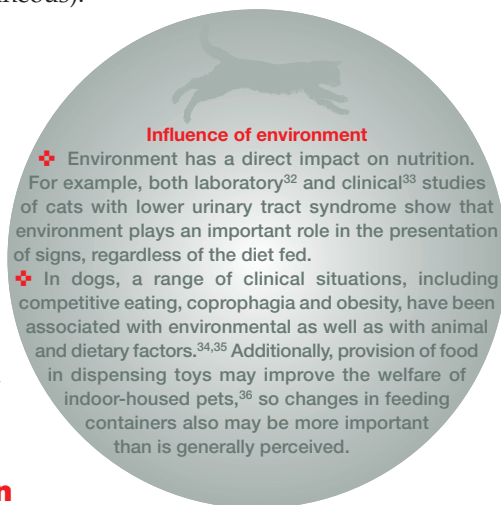 neous).
Influence of environment
✤ Environment has a direct impact on nutrition.
For example, both laboratory³² and clinical³³ studies
of cats with lower urinary tract syndrome show that
environment plays an important role in the presentation
of signs, regardless of the diet fed.
✤ In dogs, a range of clinical situations, including
competitive eating, coprophagia and obesity, have been
associated with environmental as well as with animal
and dietary factors.³⁴,³⁵ Additionally, provision of food
in dispensing toys may improve the welfare of
indoor-housed pets,³⁶ so changes in feeding
containers also may be more important
than is generally perceived.
n